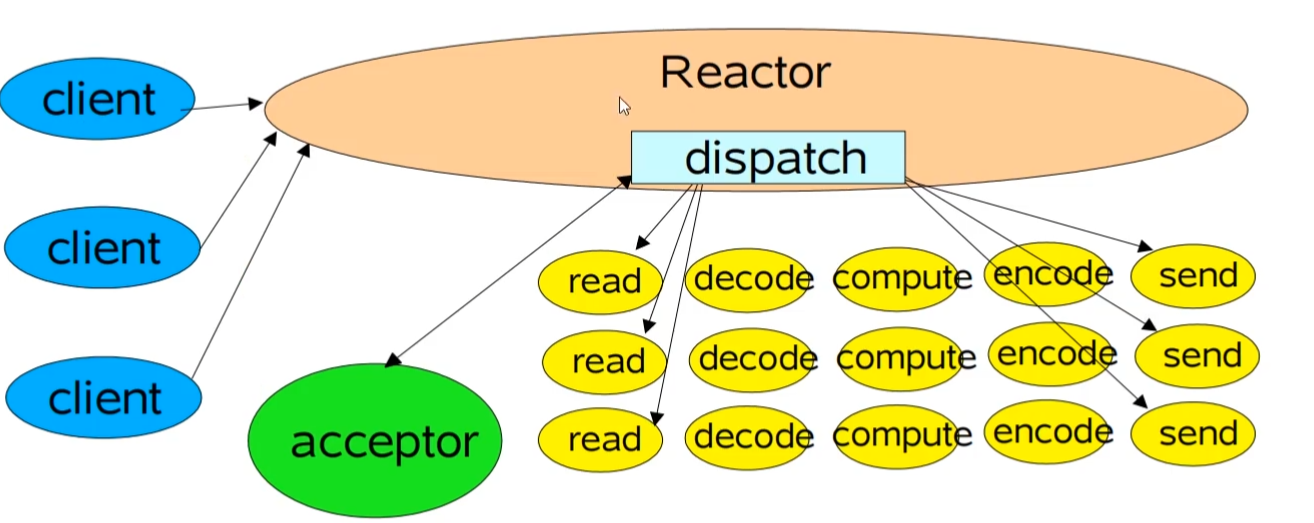 Reactor
client
dispatch
client
read decode compute encode send
read decode compute encode send
client
acceptor
read decode compute encode send